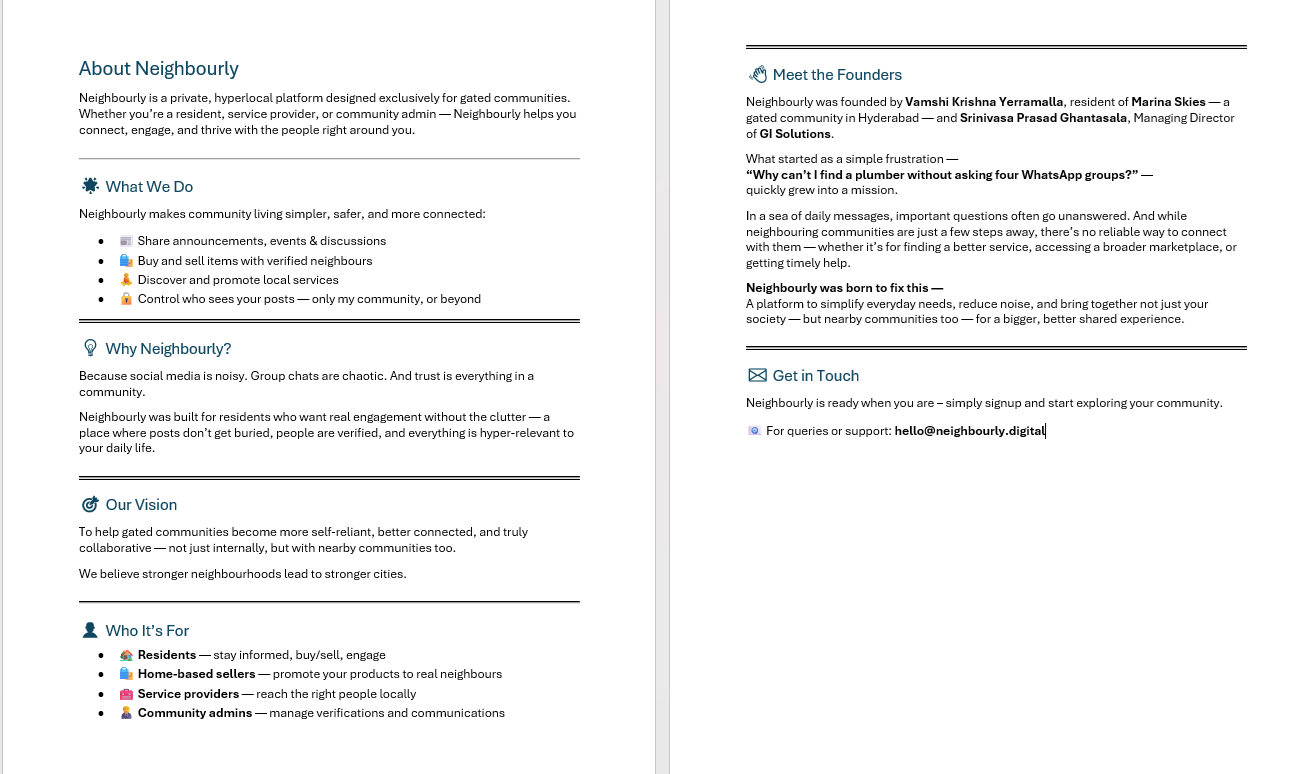 About Neighbourly
Neighbourly is a private, hyperlocal platform designed exclusively for gated communities.
Whether you’re a resident, service provider, or community admin — Neighbourly helps you
connect, engage, and thrive with the people right around you.
What We Do
Neighbourly makes community living simpler, safer, and more connected:
• Share announcements, events & discussions
• Buy and sell items with verified neighbours
• Discover and promote local services
• Control who sees your posts — only my community, or beyond
Why Neighbourly?
Because social media is noisy. Group chats are chaotic. And trust is everything in a
community.
Neighbourly was built for residents who want real engagement without the clutter — a
place where posts don’t get buried, people are verified, and everything is hyper-relevant to
your daily life.
Our Vision
To help gated communities become more self-reliant, better connected, and truly
collaborative — not just internally, but with nearby communities too.
We believe stronger neighbourhoods lead to stronger cities.
Who It’s For
• Residents — stay informed, buy/sell, engage
• Home-based sellers — promote your products to real neighbours
• Service providers — reach the right people locally
• Community admins — manage verifications and communications
Meet the Founders
Neighbourly was founded by Vamshi Krishna Yerramalla, resident of Marina Skies — a
gated community in Hyderabad — and Srinivasa Prasad Ghantasala, Managing Director
of GI Solutions.
What started as a simple frustration —
“Why can’t I find a plumber without asking four WhatsApp groups?” —
quickly grew into a mission.
In a sea of daily messages, important questions often go unanswered. And while
neighbouring communities are just a few steps away, there’s no reliable way to connect
with them — whether it’s for finding a better service, accessing a broader marketplace, or
getting timely help.
Neighbourly was born to fix this —
A platform to simplify everyday needs, reduce noise, and bring together not just your
society — but nearby communities too — for a bigger, better shared experience.
Get in Touch
Neighbourly is ready when you are – simply signup and start exploring your community.
For queries or support: hello@neighbourly.digital